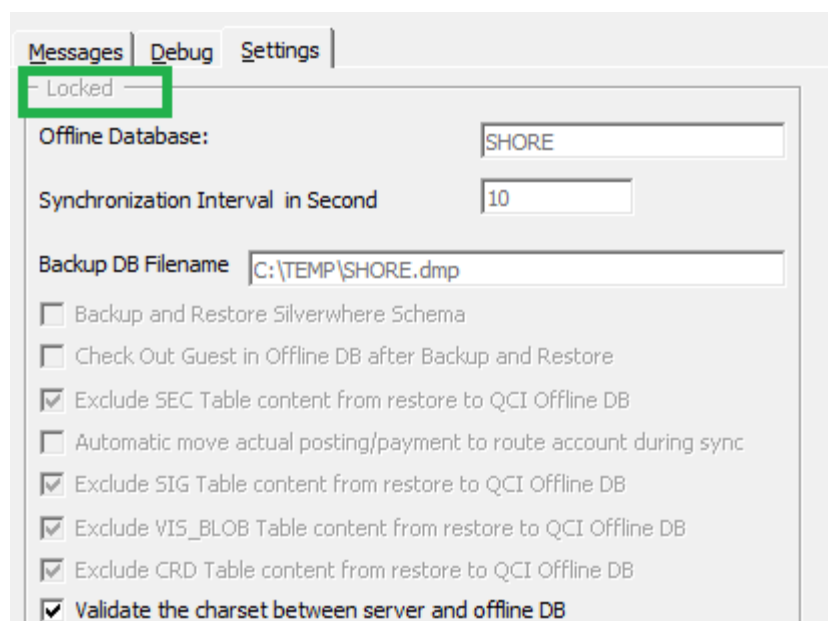 Messages Debug Settings
Locked
Offline Database: SHORE
Synchronization Interval in Second 10
Backup DB Filename C:\TEMP\SHORE.dmp
Backup and Restore Silverwhere Schema
Check Out Guest in Offline DB after Backup and Restore
Exclude SEC Table content from restore to QCI Offline DB
Automatic move actual posting/payment to route account during sync
Exclude SIG Table content from restore to QCI Offline DB
Exclude VIS_BLOB Table content from restore to QCI Offline DB
Exclude CRD Table content from restore to QCI Offline DB
Validate the charset between server and offline DB